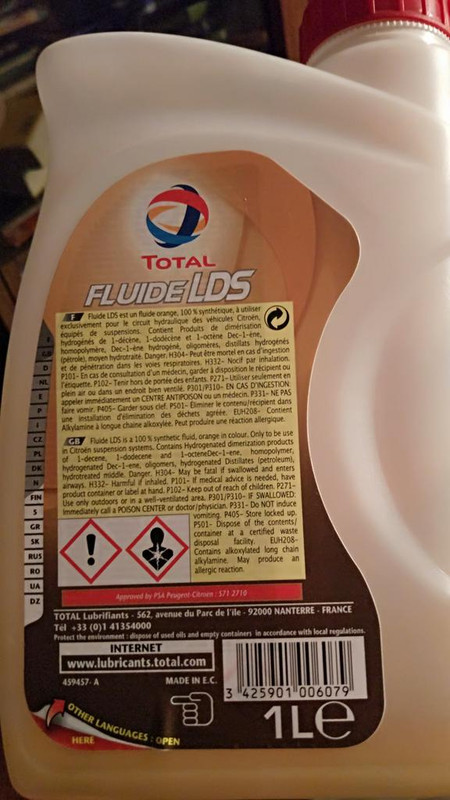 TOTAL
FLUIDE LDS
F Fluide LDS est un fluide orange, 100 % synthétique, à utiliser
exclusivement pour le circuit hydraulique des véhicules Citroën,
équipés de suspensions. Contient Produits de dimérisation
hydrogénés de 1-décène, 1-dodécène et 1-octène Dec-1-ène,
homopolymère, Dec-1-ène hydrogéné, oligomères, distillats hydrogénés
(pétrole), moyen hydrotraité. Danger. H304- Peut être mortel en cas d'ingestion
et de pénétration dans les voies respiratoires. H332- Nocif par inhalation.
P101- En cas de consultation d'un médecin, garder à disposition le récipient ou
l'étiquette. P102- Tenir hors de portée des enfants. P271- Utiliser seulement en
plein air ou dans un endroit bien ventilé. P301/P310- EN CAS D'INGESTION:
appeler immédiatement un CENTRE ANTIPOISON ou un médecin. P331- NE PAS
faire vomir. P405- Garder sous clef. P501- Éliminer le contenu/récipient dans
une installation d'élimination des déchets agréée. EUH208- Contient
Alkylamine à longue chaîne alkoxylée. Peut produire une réaction allergique.
GB Fluide LDS is a 100 % synthetic fluid, orange in colour. Only to be use
in Citroën suspension systems. Contains Hydrogenated dimerization products
of 1-decene, 1-dodecene and 1-octeneDec-1-ene, homopolymer,
hydrogenated Dec-1-ene, oligomers, hydrogenated Distillates (petroleum),
hydrotreated middle. Danger. H304- May be fatal if swallowed and enters
airways. H332- Harmful if inhaled. P101- If medical advice is needed, have
product container or label at hand. P102- Keep out of reach of children. P271-
Use only outdoors or in a well-ventilated area. P301/P310- IF SWALLOWED:
Immediately call a POISON CENTER or doctor/physician. P331- Do NOT induce
vomiting. P405- Store locked up.
P501- Dispose of the contents/
container at a certified waste
disposal facility. EUH208-
Contains alkoxylated long chain
alkylamine. May produce an
allergic reaction.
F
GB
D
NL
E
P
I
CZ
PL
DK
N
FIN
S
GR
SK
RUS
RO
UA
DZ
Approved by PSA Peugeot-Citroën : S71 2710
TOTAL Lubrifiants - 562, avenue du Parc de l'île - 92000 NANTERRE - FRANCE
Tél +33 (0)1 41354000
Protect the environment : dispose of used oils and empty containers in accordance with local regulations.
INTERNET
www.lubricants.total.com
459457- A MADE IN E.C.
3 425901 006079
1L e
OTHER LANGUAGES : OPEN
HERE